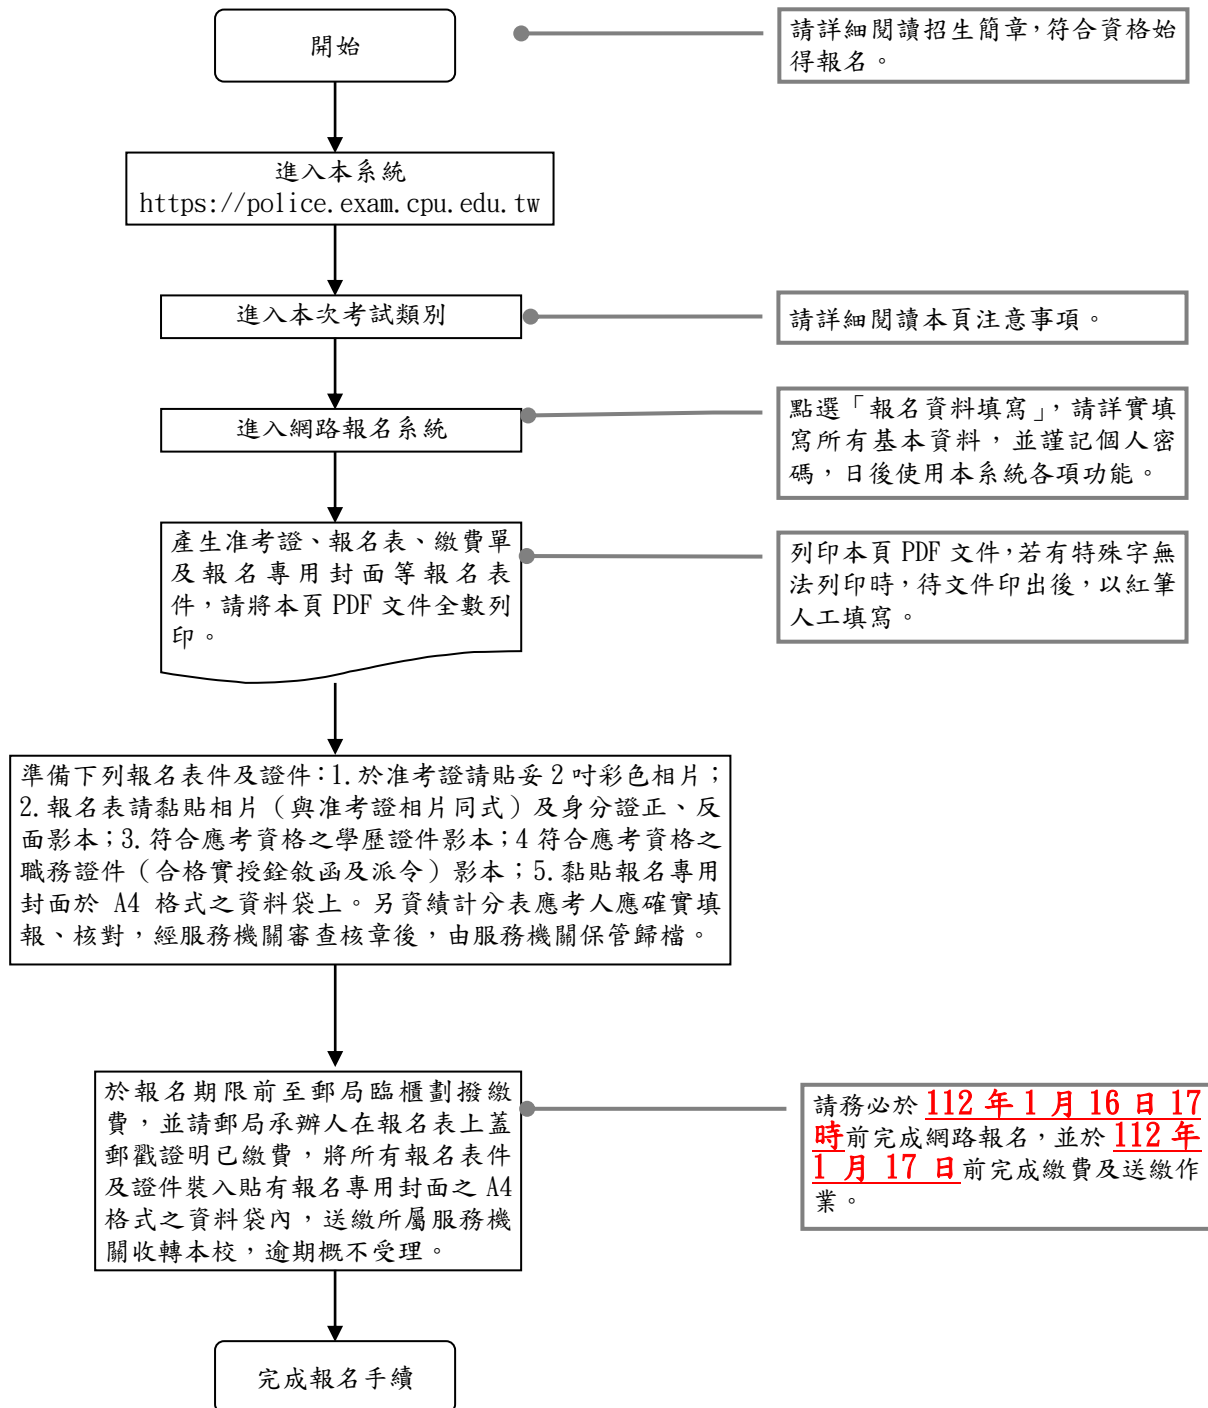 開始
請詳細閱讀招生簡章,符合資格始
得報名。
進入本系統
https://police.exam.cpu.edu.tw
進入本次考試類別
請詳細閱讀本頁注意事項。
進入網路報名系統
點選「報名資料填寫」,請詳實填
寫所有基本資料,並謹記個人密
碼,日後使用本系統各項功能。
產生准考證、報名表、繳費單
及報名專用封面等報名表
件,請將本頁 PDF 文件全數列
印。
列印本頁 PDF 文件,若有特殊字無
法列印時,待文件印出後,以紅筆
人工填寫。
準備下列報名表件及證件:1.於准考證請貼妥 2 吋彩色相片;
2.報名表請黏貼相片(與准考證相片同式)及身分證正、反
面影本;3.符合應考資格之學歷證件影本;4 符合應考資格之
職務證件(合格實授銓敘函及派令)影本;5.黏貼報名專用
封面於 A4 格式之資料袋上。另資績計分表應考人應確實填
報、核對,經服務機關審查核章後,由服務機關保管歸檔。
於報名期限前至郵局臨櫃劃撥繳
費,並請郵局承辦人在報名表上蓋
郵戳證明已繳費,將所有報名表件
及證件裝入貼有報名專用封面之 A4
格式之資料袋內,送繳所屬服務機
關收轉本校,逾期概不受理。
請務必於 112 年 1 月 16 日 17
時前完成網路報名,並於 112 年
1 月 17 日前完成繳費及送繳作
業。
完成報名手續